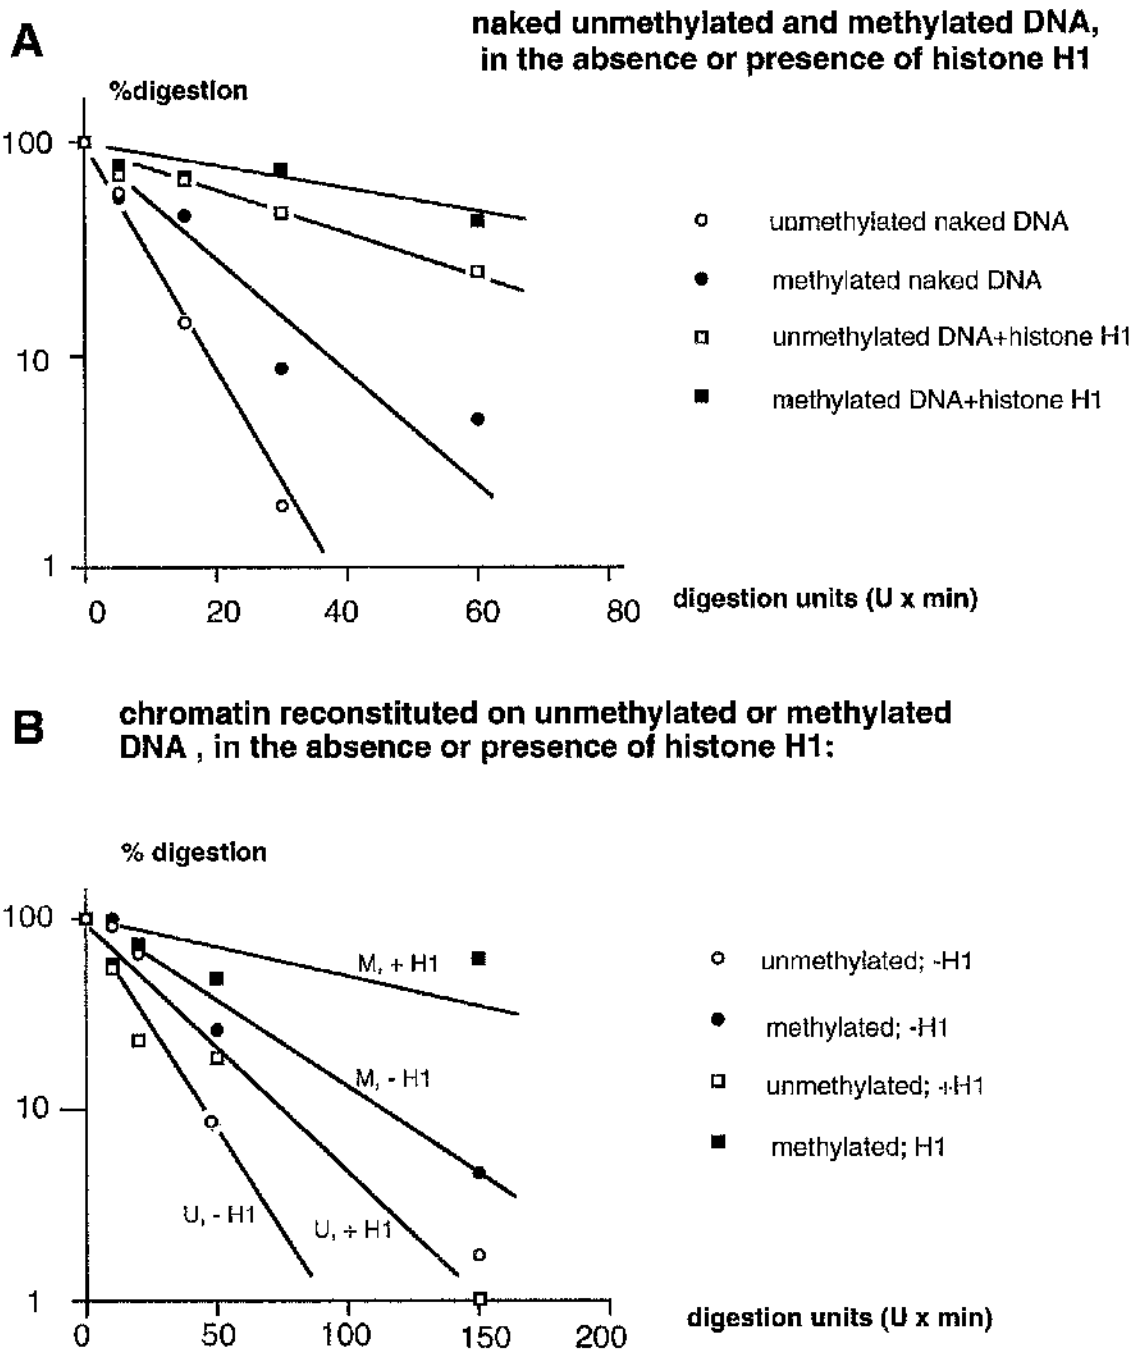 A
naked unmethylated and methylated DNA,
in the absence or presence of histone H1
%digestion
100
10
1
0 20 40 60 80
digestion units (U x min)
unmethylated naked DNA
methylated naked DNA
unmethylated DNA+histone H1
methylated DNA+histone H1
B
chromatin reconstituted on unmethylated or methylated
DNA , in the absence or presence of histone H1:
% digestion
100
10
1
M, + H1
M, - H1
U, - H1
U, + H1
0 50 100 150 200
digestion units (U x min)
unmethylated; -H1
methylated; -H1
unmethylated; +H1
methylated; H1